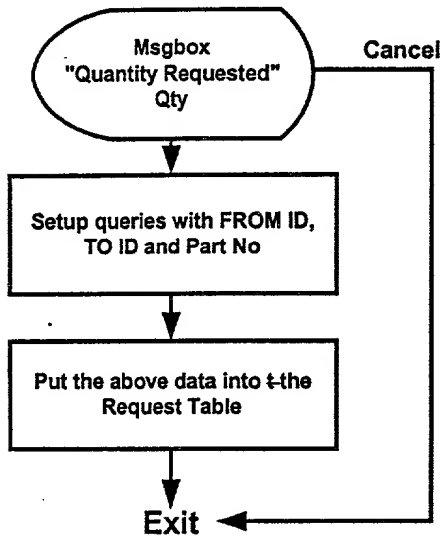 Msgbox
"Quantity Requested"
Qty
Cancel
Setup queries with FROM ID,
TO ID and Part No
Put the above data into t the
Request Table
Exit